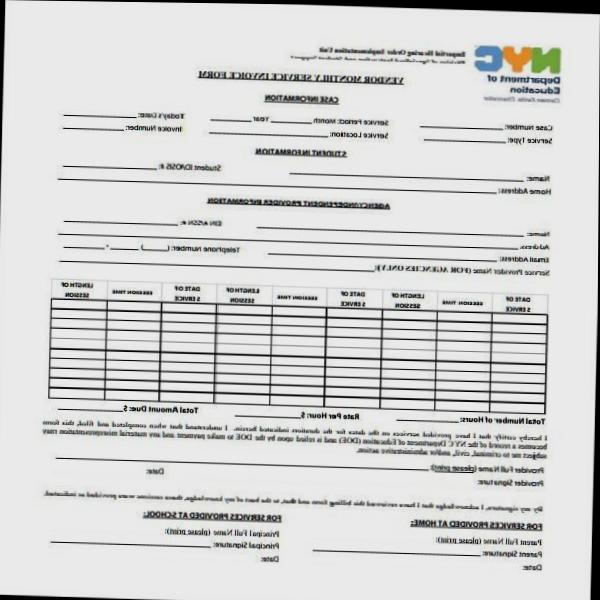 NYC
Department of
Education
Carmen Fariña, Chancellor
Impartial Hearing Order Implementation Unit
Division of Specialized Instruction and Student Support
VENDOR MONTHLY SERVICE INVOICE FORM
CASE INFORMATION
Case number: Service Period: Month Year Today's Date:
Service Type: Service Location: Invoice Number:
STUDENT INFORMATION
Name: Student ID/OSIS #:
Home Address:
AGENCY/INDEPENDENT PROVIDER INFORMATION
Name: EIN #/SSN #:
Address.
Email Address: Telephone Number: ( )
Service Provider Name (FOR AGENCIES ONLY):
DATE OF SERVICE SESSION TIME LENGTH OF SESSION DATE OF SERVICE SESSION TIME LENGTH OF SESSION DATE OF SERVICE SESSION TIME LENGTH OF SESSION
Total Number of Hours: Rate Per Hour: $ Total Amount Due: $
I hereby certify that I have provided services on the dates for the duration indicated herein. I understand that when completed and filed, this form
becomes a record of the NYC Department of Education (DOE) and is relied upon by the DOE to make payment and any material misrepresentation may
subject me to criminal, civil, and/or administrative action.
Provider Full Name (please print):
Provider Signature: Date:
By my signature, I acknowledge that I have reviewed this billing form and that, to the best of my knowledge, these sessions were provided as indicated.
FOR SERVICES PROVIDED AT HOME: FOR SERVICES PROVIDED AT SCHOOL:
Parent Full Name (please print): Principal Full Name (please print):
Parent Signature: Principal Signature:
Date: Date: